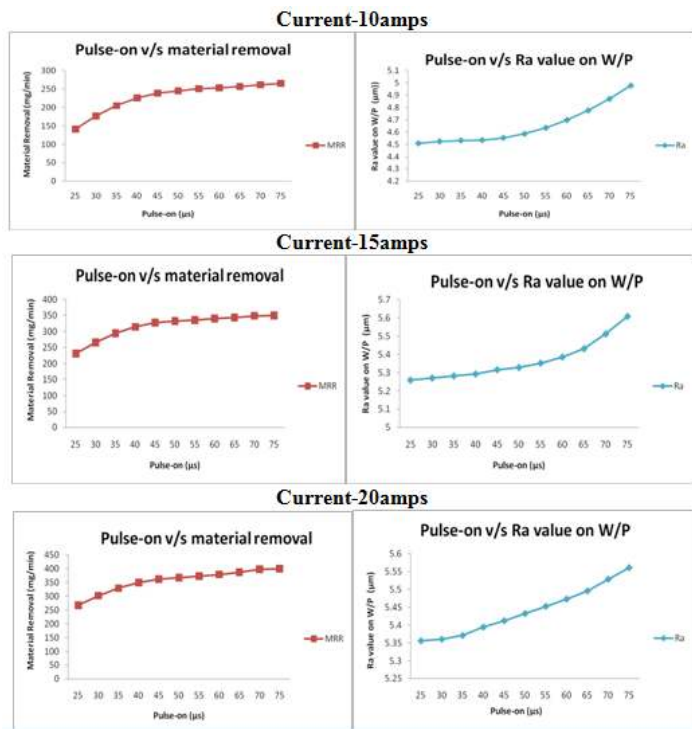 Current-10amps
Pulse-on v/s material removal
Material Removal (mg/min)
300
250
200
150
100
50
0
25 30 35 40 45 50 55 60 65 70 75
Pulse-on (µs)
MRR
Pulse-on v/s Ra value on W/P
Ra value on W/P (µm))
5.1
5
4.9
4.8
4.7
4.6
4.5
4.4
4.3
4.2
25 30 35 40 45 50 55 60 65 70 75
Pulse-on (µs)
Ra
Current-15amps
Pulse-on v/s material removal
Material Removal (mg/min)
400
350
300
250
200
150
100
50
0
25 30 35 40 45 50 55 60 65 70 75
Pulse-on (µs)
MRR
Pulse-on v/s Ra value on W/P
Ra value on W/P (µm)
5.7
5.6
5.5
5.4
5.3
5.2
5.1
5
25 30 35 40 45 50 55 60 65 70 75
Pulse-on (µs)
Ra
Current-20amps
Pulse-on v/s material removal
Material Removal (mg/min)
450
400
350
300
250
200
150
100
50
0
25 30 35 40 45 50 55 60 65 70 75
Pulse-on (µs)
MRR
Pulse-on v/s Ra value on W/P
Ra value on W/P (µm)
5.6
5.55
5.5
5.45
5.4
5.35
5.3
5.25
25 30 35 40 45 50 55 60 65 70 75
Pulse-on (µs)
Ra